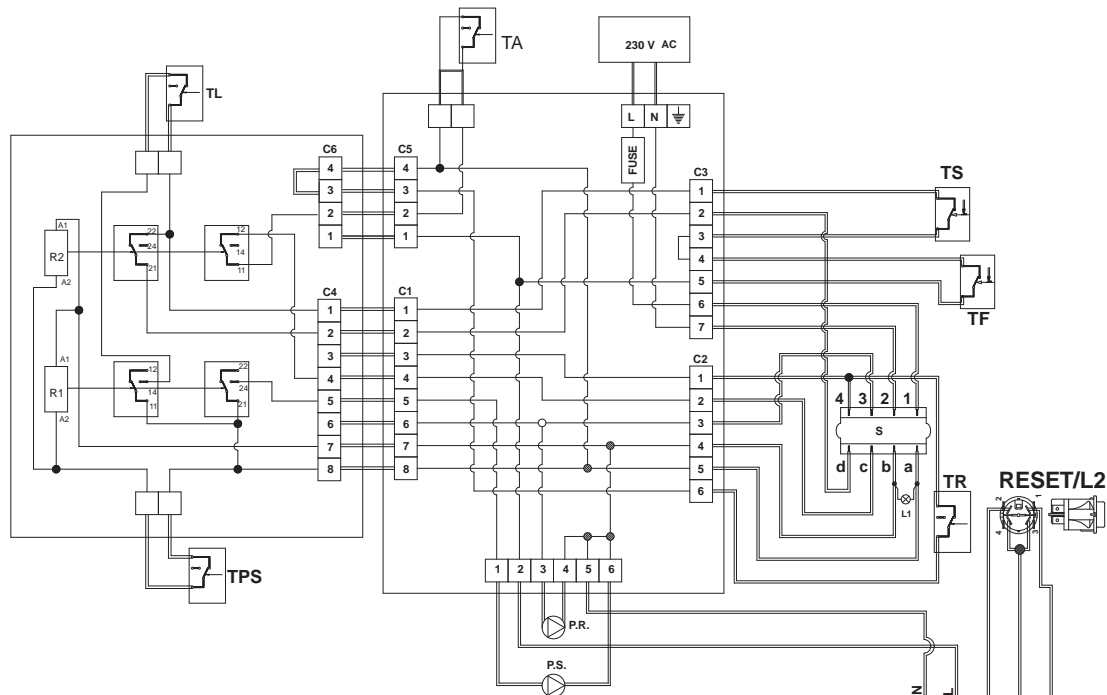 TA
230 V AC
TL
L N
C6 C5
FUSE
C3
4 4
3 3
2 2
1 1
1
2
3
4
5
6
7
TS
TF
A1
R2
A2
22
24
21
12
14
11
C4 C1
1 1
2 2
3 3
4 4
5 5
6 6
7 7
8 8
A1
R1
A2
12
14
11
22
24
21
C2
1
2
3
4
5
6
4 3 2 1
S
d c b a
L1
TR
RESET/L2
2 1
4 3
TPS
1 2 3 4 5 6
P.R.
P.S.
N L